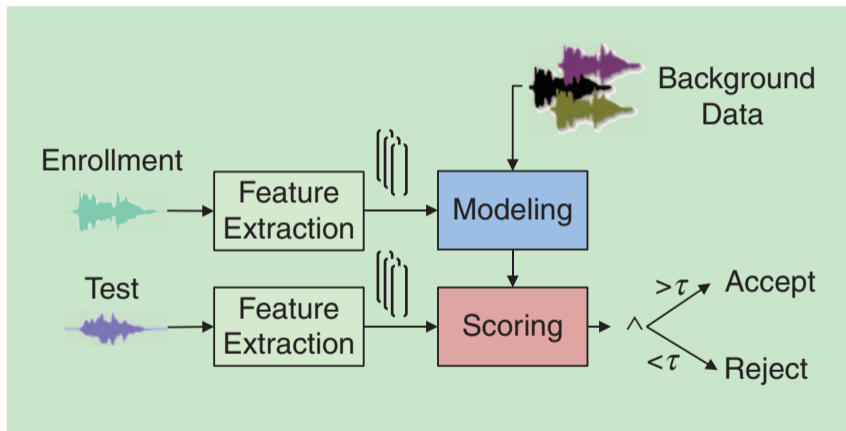 Background
Data
Enrollment
Feature
Extraction
Modeling
Test
Feature
Extraction
Scoring
Λ
>τ
Accept
<τ
Reject